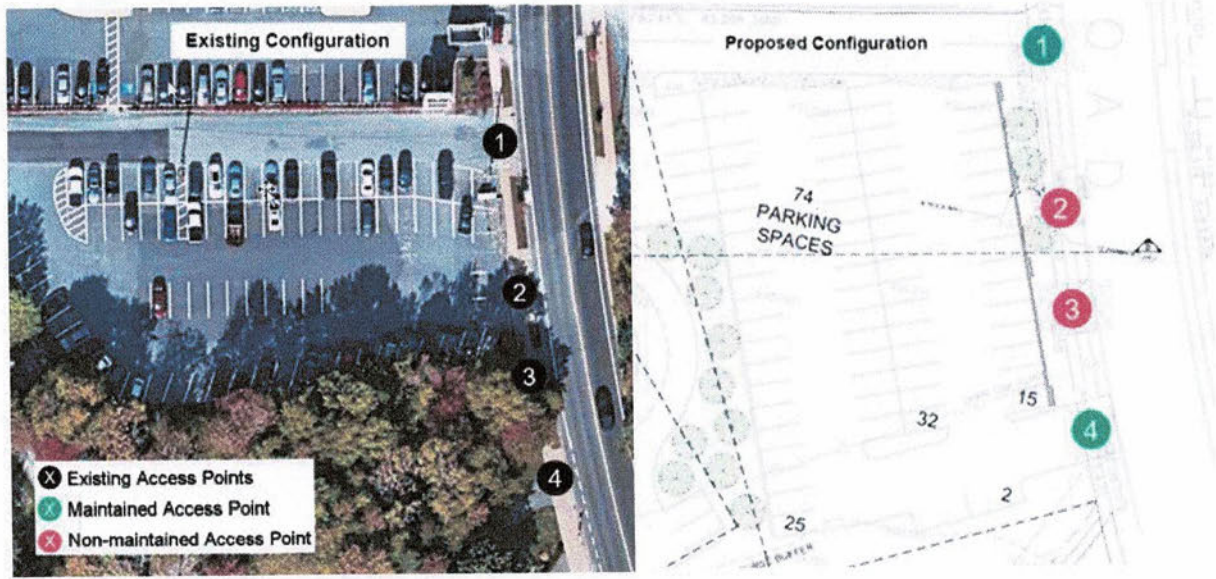 Existing Configuration
1
2
3
4
X Existing Access Points
X Maintained Access Point
X Non-maintained Access Point
Proposed Configuration
1
O
A
D
2
74
PARKING
SPACES
3
15
32
4
2
25
BUFFER